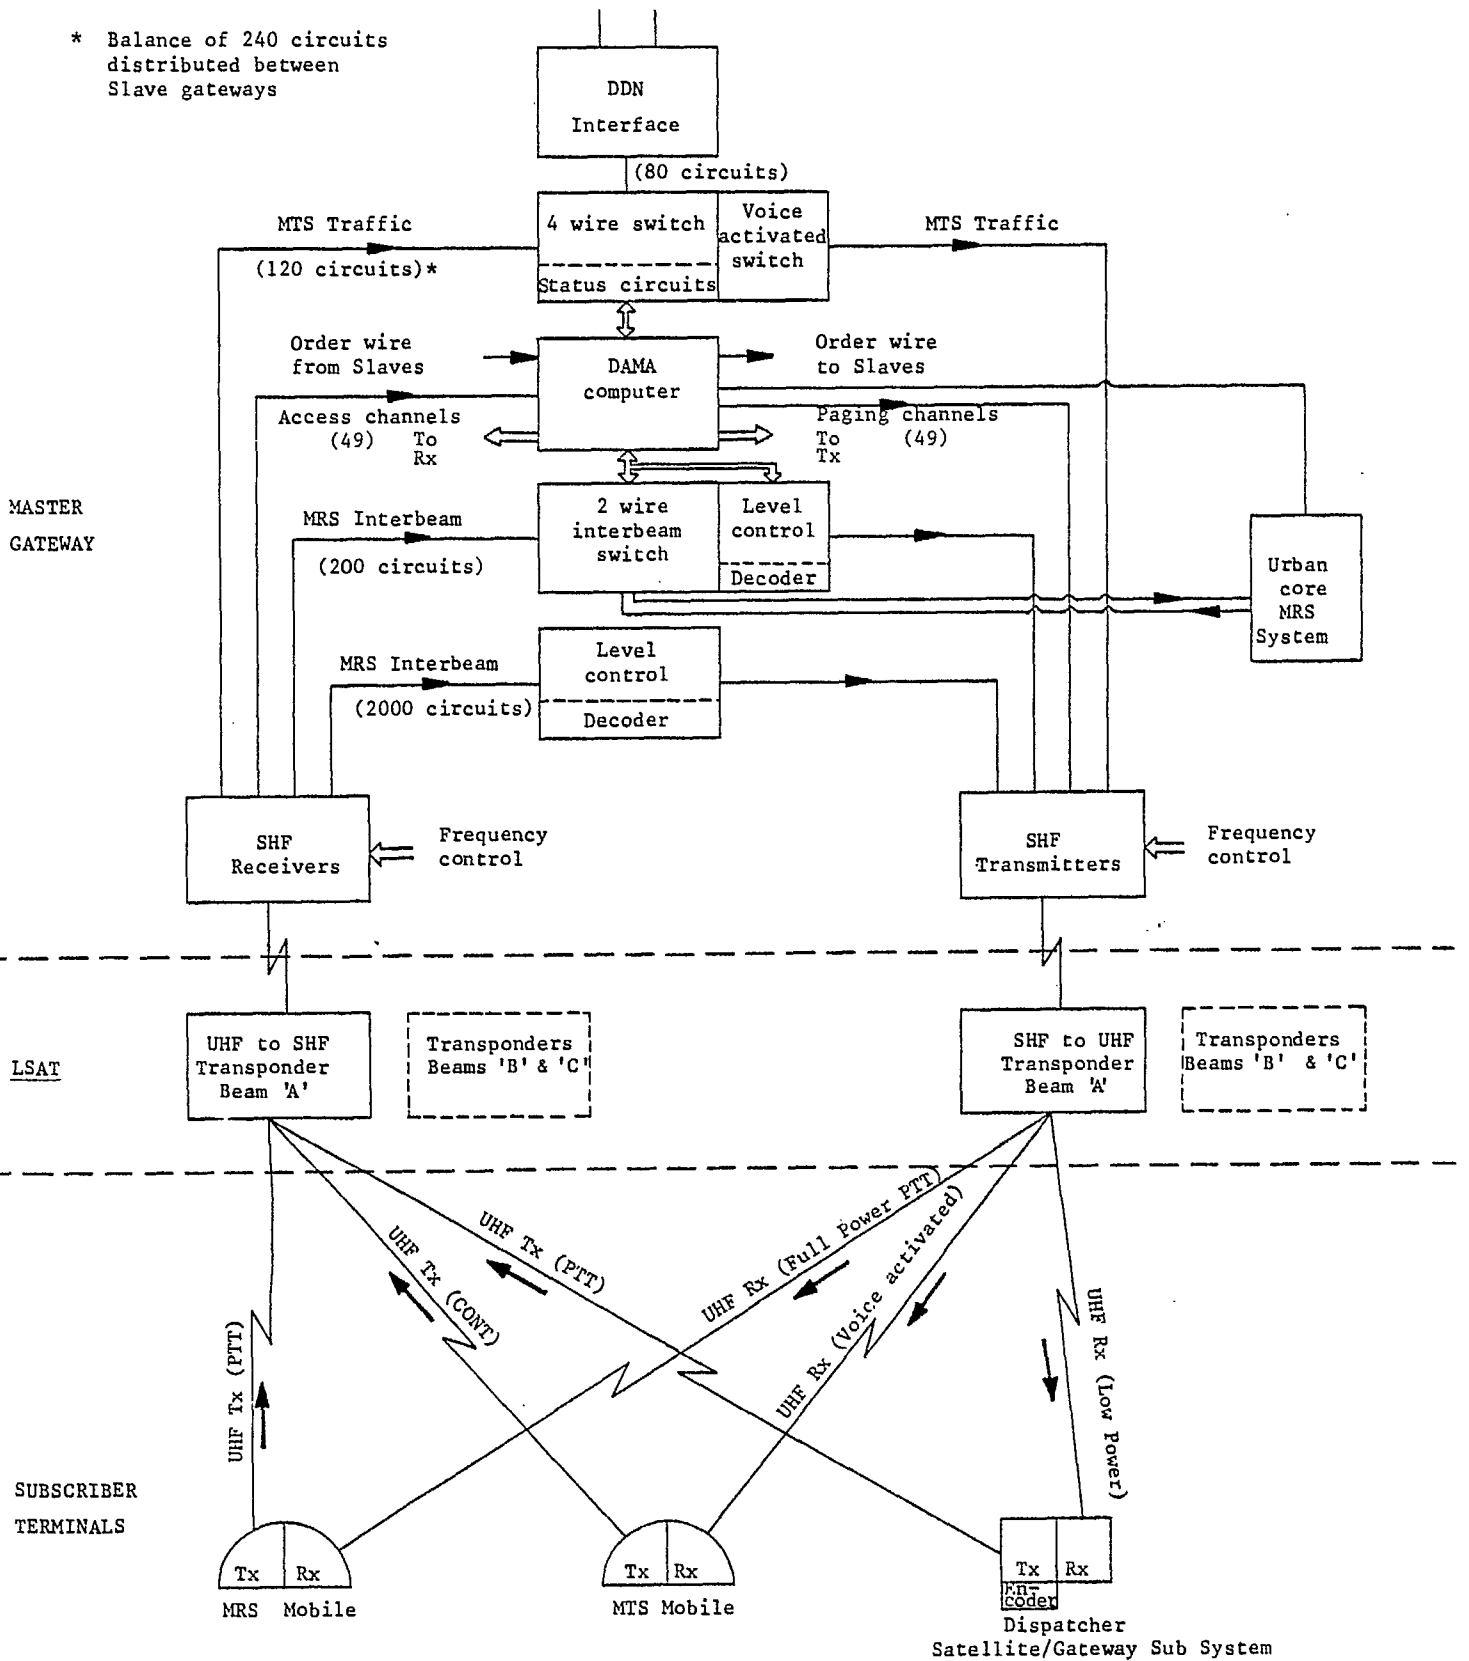 * Balance of 240 circuits
distributed between
Slave gateways
DDN
Interface
(80 circuits)
MTS Traffic
(120 circuits)*
4 wire switch
Status circuits
Voice
activated
switch
MTS Traffic
Order wire
from Slaves
DAMA
computer
Order wire
to Slaves
Access channels
(49)
To
Rx
Paging channels
(49)
To
Tx
MASTER
GATEWAY
MRS Interbeam
(200 circuits)
2 wire
interbeam
switch
Level
control
Decoder
Urban
core
MRS
System
MRS Interbeam
(2000 circuits)
Level
control
Decoder
SHF
Receivers
Frequency
control
SHF
Transmitters
Frequency
control
LSAT
UHF to SHF
Transponder
Beam 'A'
Transponders
Beams 'B' & 'C'
SHF to UHF
Transponder
Beam 'A'
Transponders
Beams 'B' & 'C'
UHF Tx (PTT)
UHF Tx (CONT)
UHF Tx (PTT)
UHF Rx (Full Power PTT)
UHF Rx (Voice activated)
UHF Rx (Low Power)
SUBSCRIBER
TERMINALS
Tx Rx
MRS Mobile
Tx Rx
MTS Mobile
Tx Rx
En-
coder
Dispatcher
Satellite/Gateway Sub System